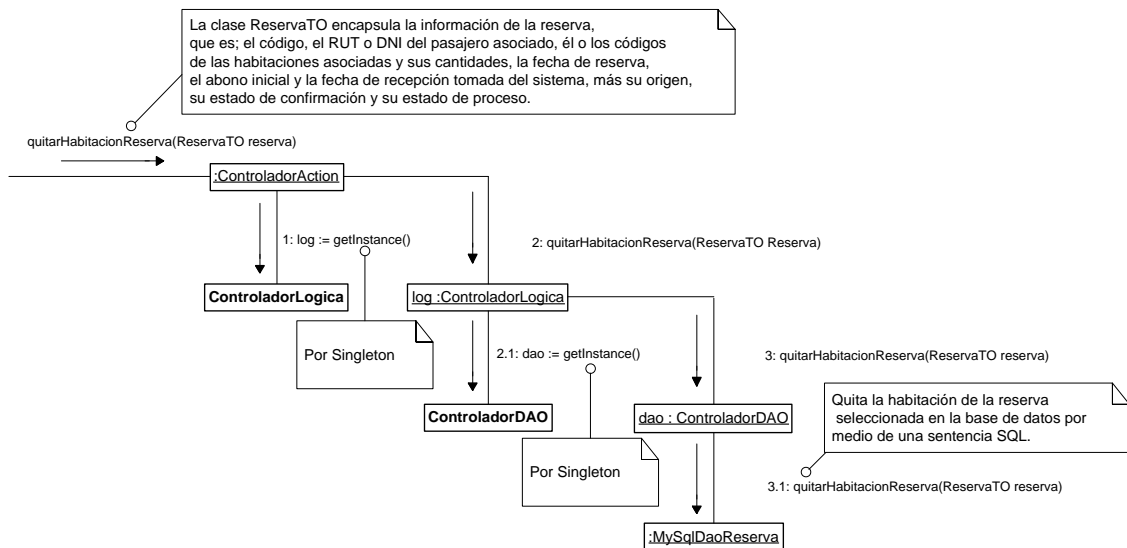 La clase ReservaTO encapsula la información de la reserva,
que es; el código, el RUT o DNI del pasajero asociado, él o los códigos
de las habitaciones asociadas y sus cantidades, la fecha de reserva,
el abono inicial y la fecha de recepción tomada del sistema, más su origen,
su estado de confirmación y su estado de proceso.
quitarHabitacionReserva(ReservaTO reserva)
:ControladorAction
1: log := getInstance()
2: quitarHabitacionReserva(ReservaTO Reserva)
ControladorLogica
log :ControladorLogica
Por Singleton
2.1: dao := getInstance()
3: quitarHabitacionReserva(ReservaTO reserva)
ControladorDAO
dao : ControladorDAO
Quita la habitación de la reserva
seleccionada en la base de datos por
medio de una sentencia SQL.
Por Singleton
3.1: quitarHabitacionReserva(ReservaTO reserva)
:MySqlDaoReserva